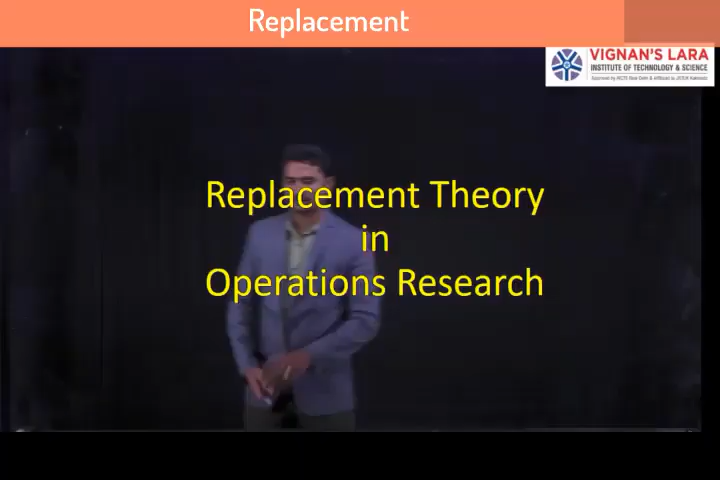 Replacement
VIGNAN'S LARA
INSTITUTE OF TECHNOLOGY & SCIENCE
Replacement Theory
in
Operations Research